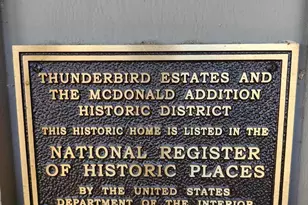 THUNDERBIRD ESTATES AND
THE MCDONALD ADDITION
HISTORIC DISTRICT
THIS HISTORIC HOME IS LISTED IN THE
NATIONAL REGISTER
OF HISTORIC PLACES
BY THE UNITED STATES
DEPARTMENT OF THE INTERIOR